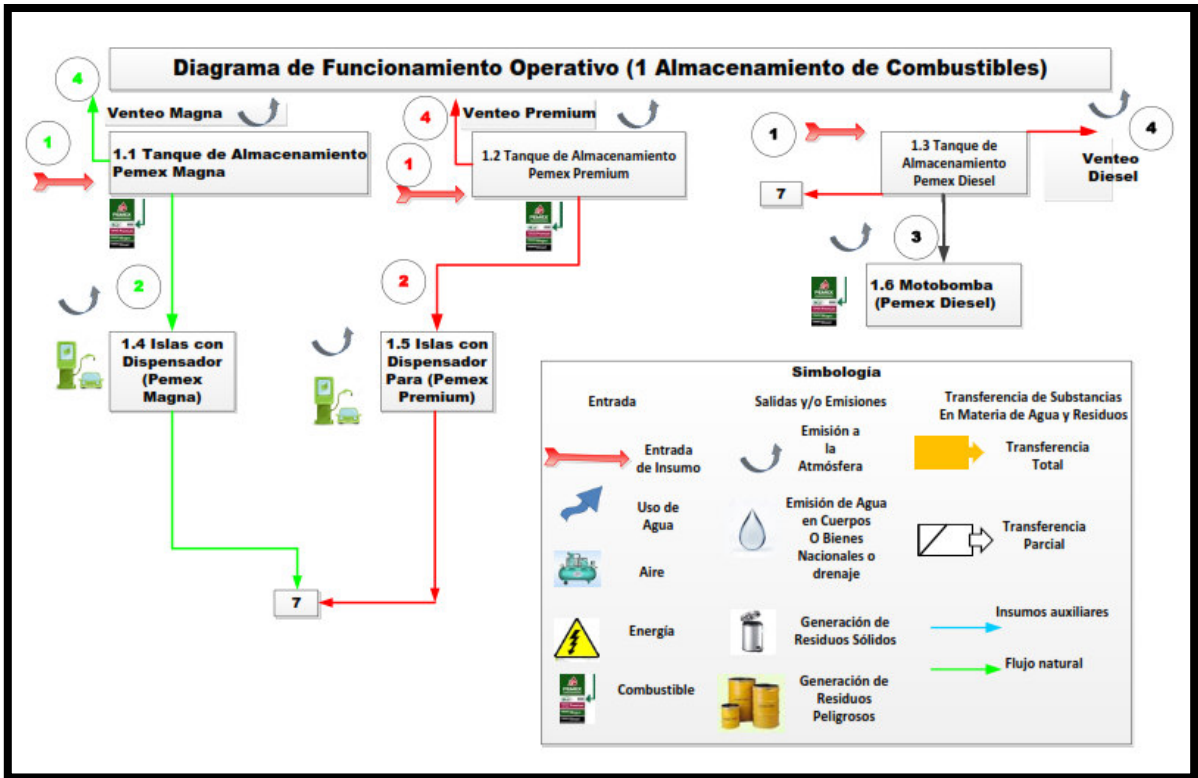 Diagrama de Funcionamiento Operativo (1 Almacenamiento de Combustibles)
4
Venteo Magna
1
1.1 Tanque de Almacenamiento
Pemex Magna
4
Venteo Premium
1
1.2 Tanque de Almacenamiento
Pemex Premium
1
1.3 Tanque de
Almacenamiento
Pemex Diesel
4
Venteo
Diesel
7
PEMEX
PEMEX
3
PEMEX
1.6 Motobomba
(Pemex Diesel)
2
2
1.4 Islas con
Dispensador
(Pemex
Magna)
1.5 Islas con
Dispensador
Para (Pemex
Premium)
7
Simbología
Entrada
Salidas y/o Emisiones
Transferencia de Substancias
En Materia de Agua y Residuos
Entrada
de Insumo
Emisión a
la
Atmósfera
Transferencia
Total
Uso de
Agua
Emisión de Agua
en Cuerpos
O Bienes
Nacionales o
drenaje
Transferencia
Parcial
Aire
Energía
Generación de
Residuos Sólidos
Insumos auxiliares
Flujo natural
PEMEX
Combustible
Generación de
Residuos
Peligrosos